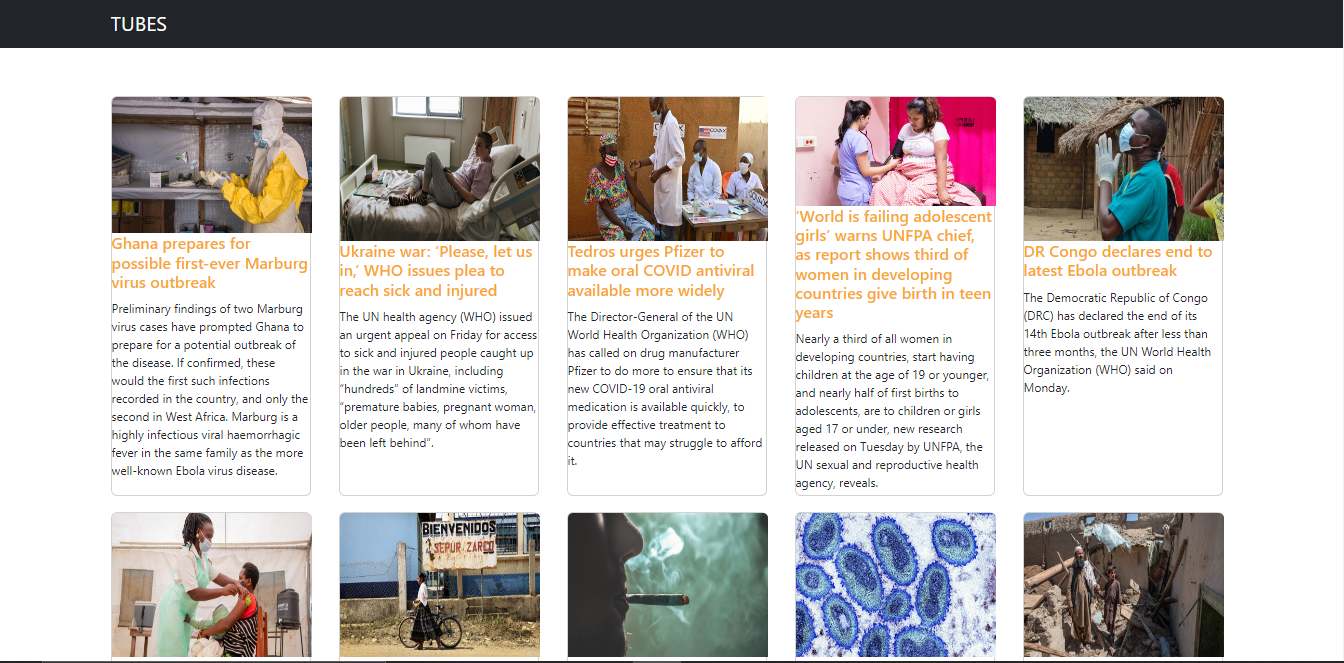 TUBES
COVAX
Ghana prepares for
possible first-ever Marburg
virus outbreak
Preliminary findings of two Marburg
virus cases have prompted Ghana to
prepare for a potential outbreak of
the disease. If confirmed, these
would the first such infections
recorded in the country, and only the
second in West Africa. Marburg is a
highly infectious viral haemorrhagic
fever in the same family as the more
well-known Ebola virus disease.
Ukraine war: ‘Please, let us
in,’ WHO issues plea to
reach sick and injured
The UN health agency (WHO) issued
an urgent appeal on Friday for access
to sick and injured people caught up
in the war in Ukraine, including
“hundreds” of landmine victims,
“premature babies, pregnant woman,
older people, many of whom have
been left behind”.
Tedros urges Pfizer to
make oral COVID antiviral
available more widely
The Director-General of the UN
World Health Organization (WHO)
has called on drug manufacturer
Pfizer to do more to ensure that its
new COVID-19 oral antiviral
medication is available quickly, to
provide effective treatment to
countries that may struggle to afford
it.
‘World is failing adolescent
girls’ warns UNFPA chief,
as report shows third of
women in developing
countries give birth in teen
years
Nearly a third of all women in
developing countries, start having
children at the age of 19 or younger,
and nearly half of first births to
adolescents, are to children or girls
aged 17 or under, new research
released on Tuesday by UNFPA, the
UN sexual and reproductive health
agency, reveals.
DR Congo declares end to
latest Ebola outbreak
The Democratic Republic of Congo
(DRC) has declared the end of its
14th Ebola outbreak after less than
three months, the UN World Health
Organization (WHO) said on
Monday.
BIENVENIDOS
SEPUR ZARCO